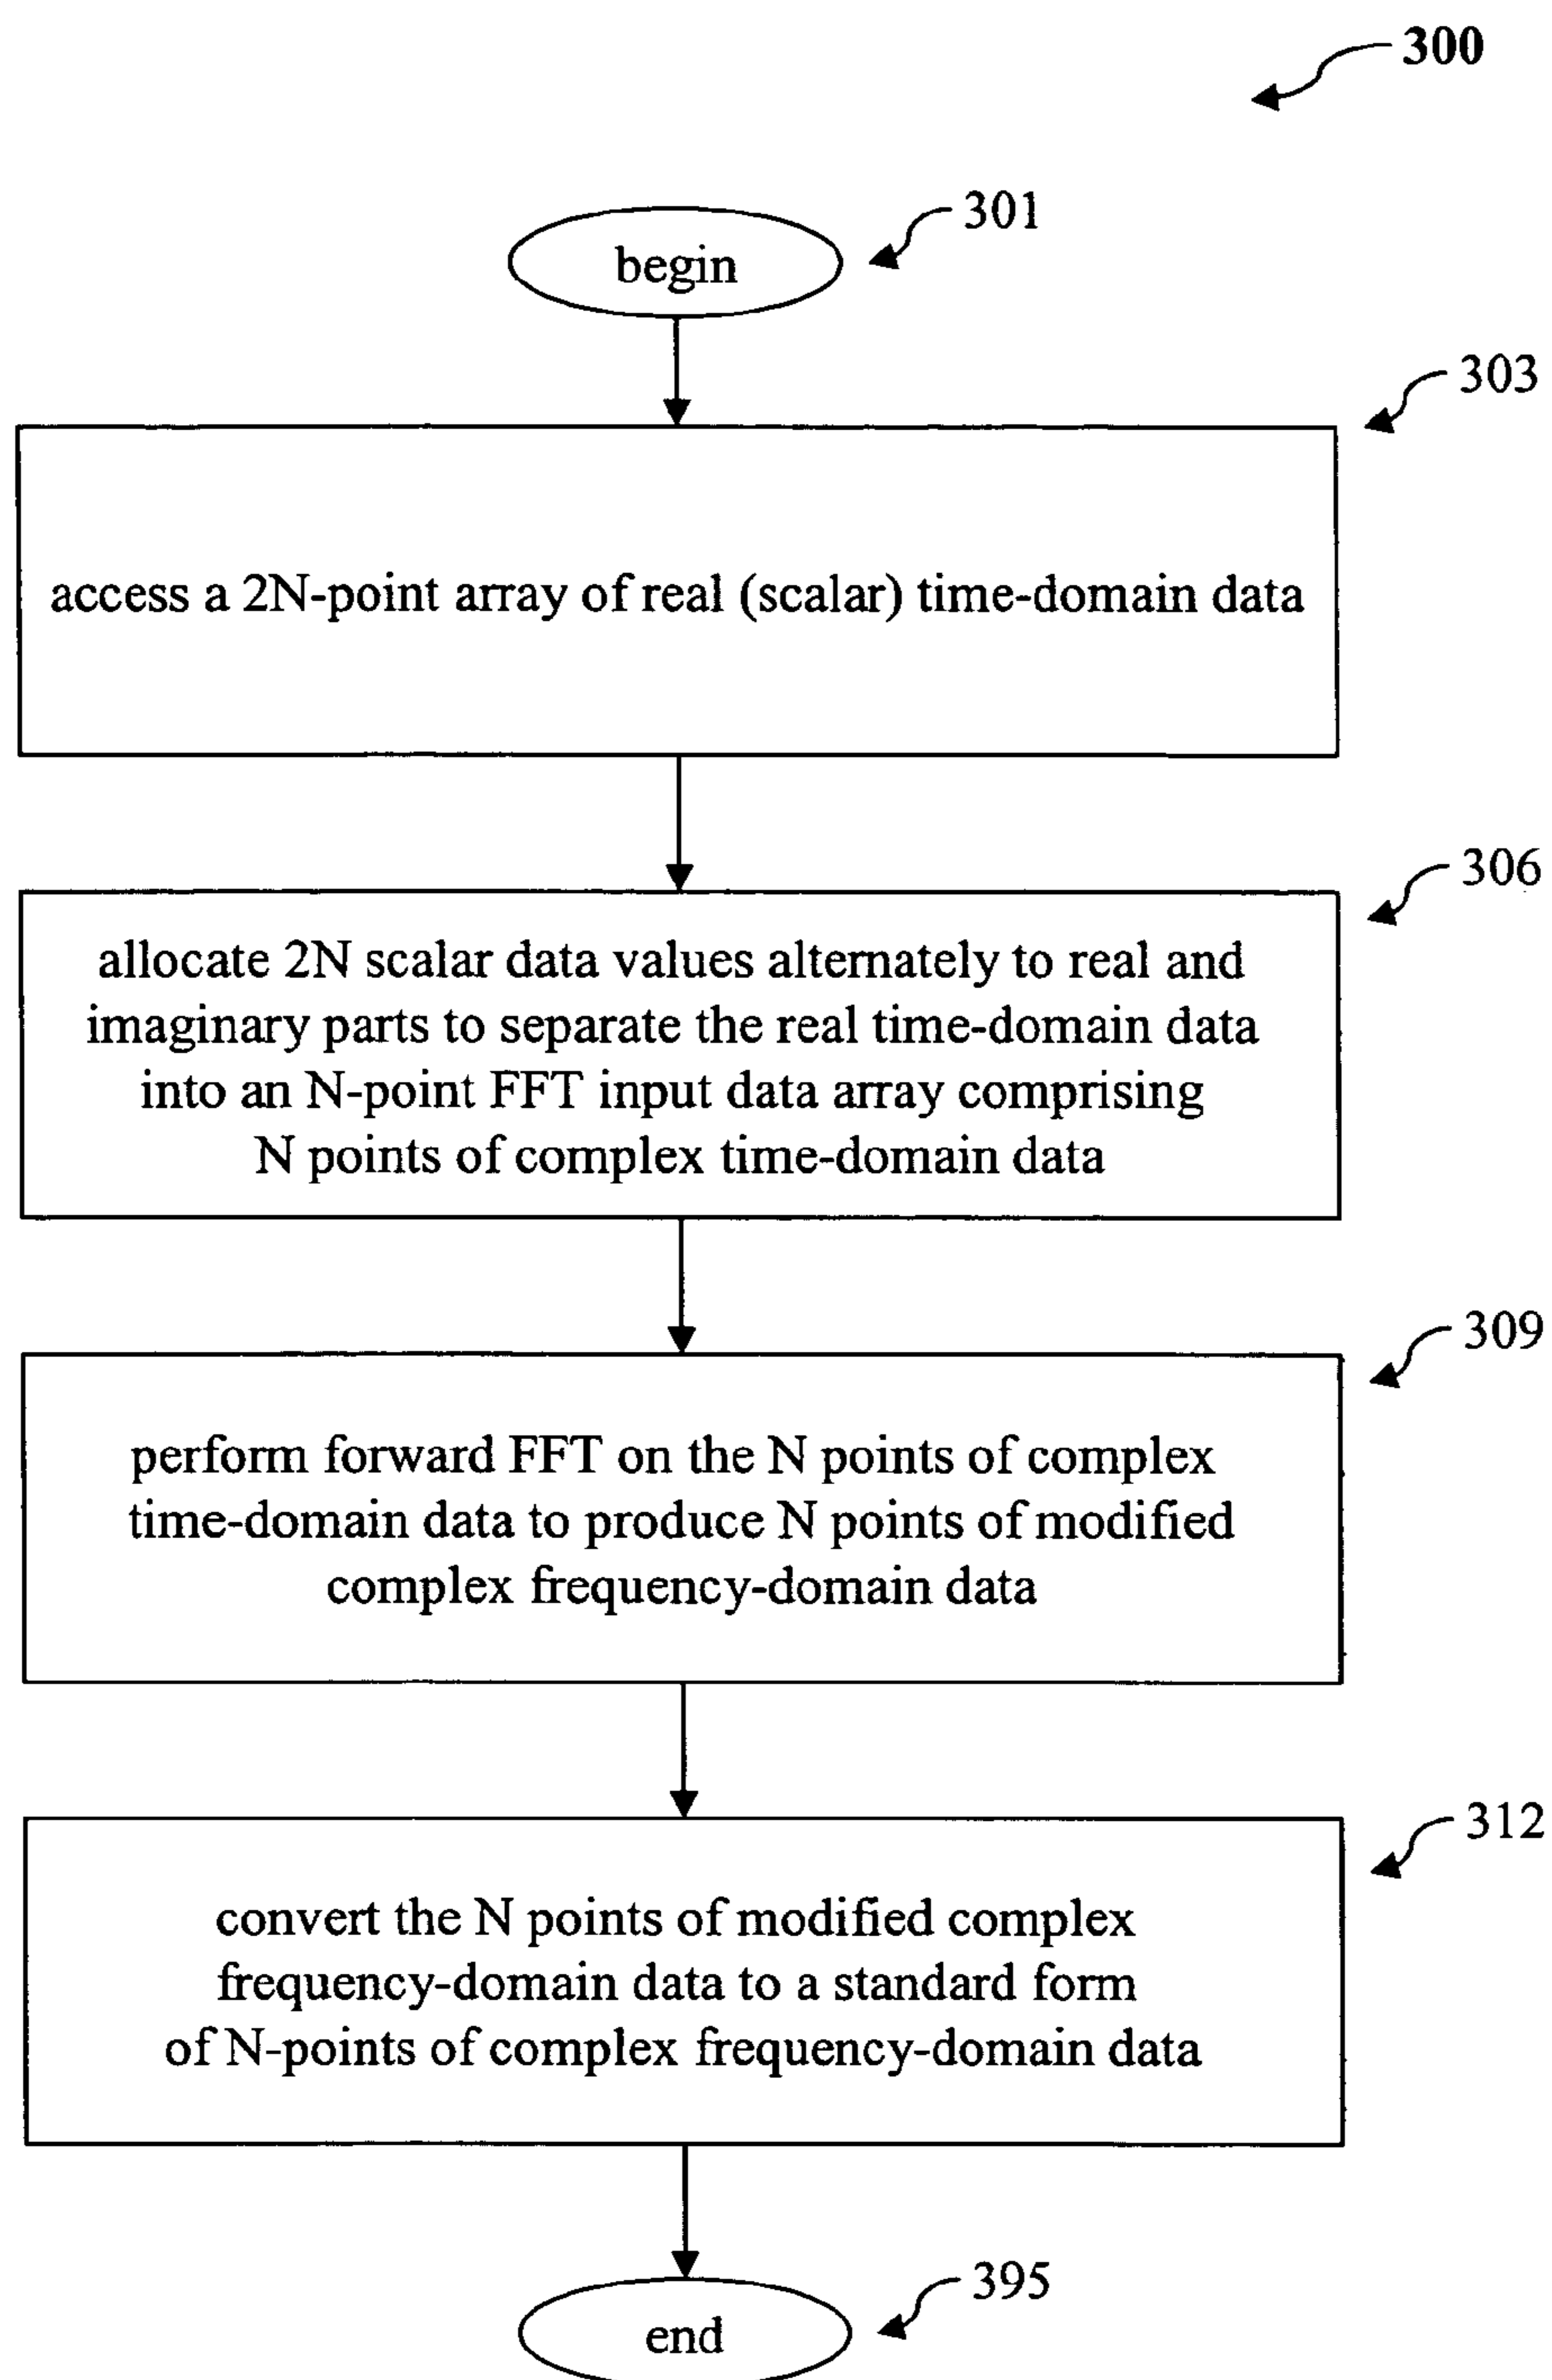 300
301
begin
303
access a 2N-point array of real (scalar) time-domain data
306
allocate 2N scalar data values alternately to real and
imaginary parts to separate the real time-domain data
into an N-point FFT input data array comprising
N points of complex time-domain data
309
perform forward FFT on the N points of complex
time-domain data to produce N points of modified
complex frequency-domain data
312
convert the N points of modified complex
frequency-domain data to a standard form
of N-points of complex frequency-domain data
395
end